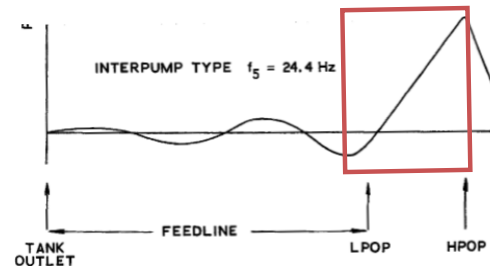 INTERPUMP TYPE f5 = 24.4 Hz
FEEDLINE
TANK
OUTLET
LPOP
HPOP